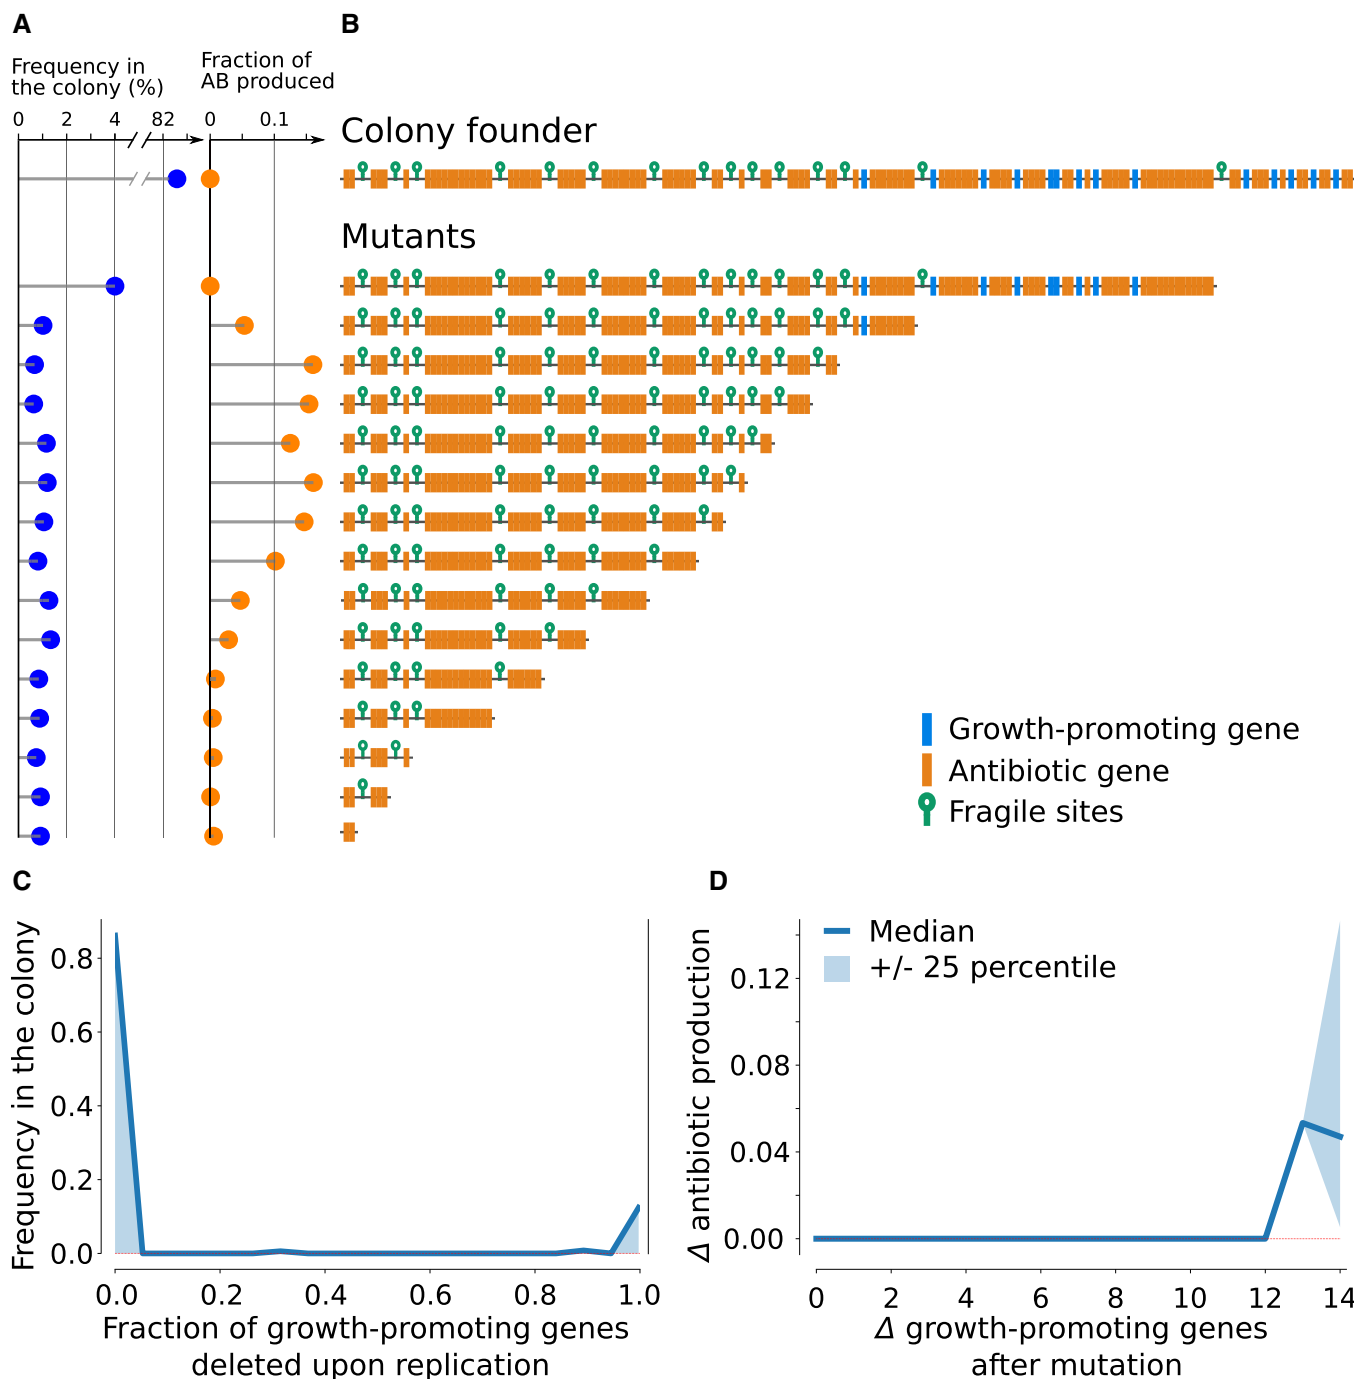 A
B
Frequency in
the colony (%)
Fraction of
AB produced
0 2 4 82
0 0.1
Colony founder
Mutants
Growth-promoting gene
Antibiotic gene
Fragile sites
C
Frequency in the colony
0.8
0.6
0.4
0.2
0.0
0.0 0.2 0.4 0.6 0.8 1.0
Fraction of growth-promoting genes
deleted upon replication
D
Median
+/- 25 percentile
Δ antibiotic production
0.12
0.08
0.04
0.00
0 2 4 6 8 10 12 14
Δ growth-promoting genes
after mutation